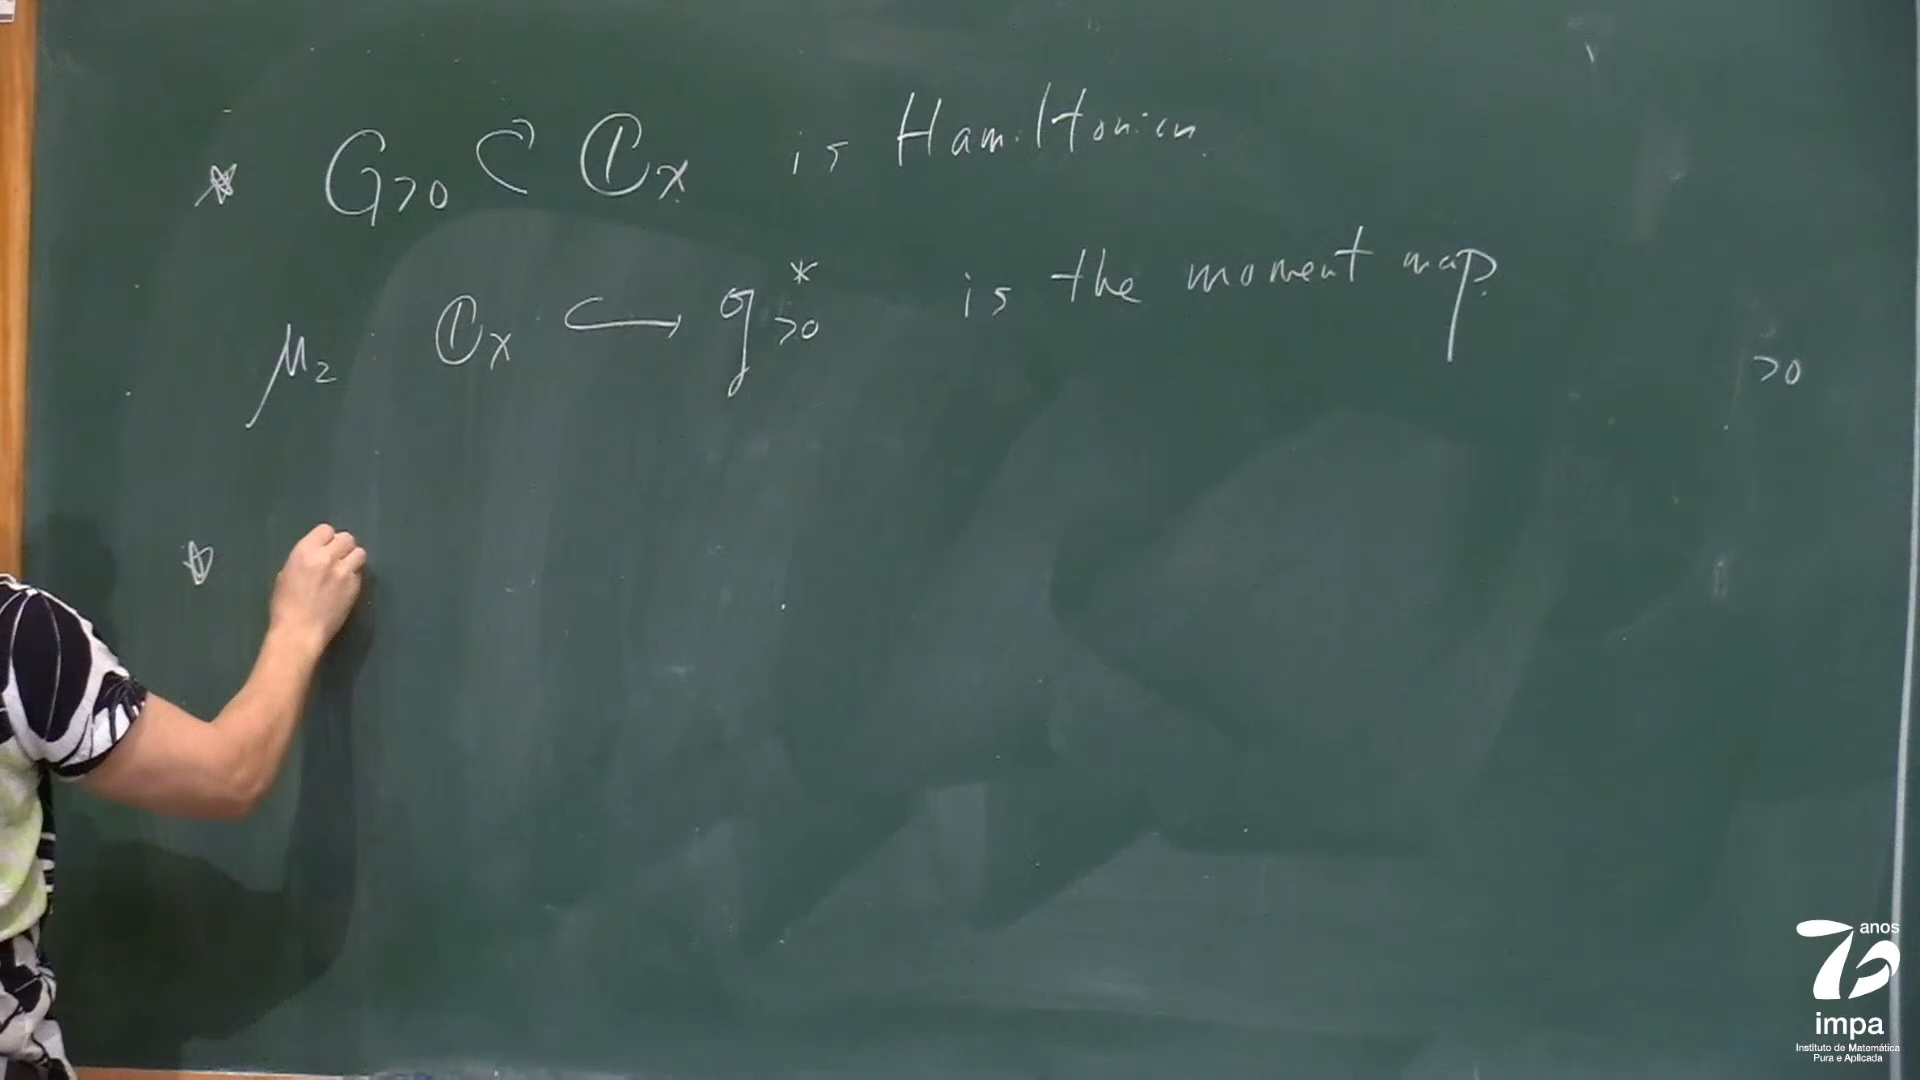 ☆ G>0 ⊂ 𝒪x is Hamiltonian.
μ2 𝒪x ↪ g*>0 is the moment map.
>0
☆
70 anos
impa
Instituto de Matemática
Pura e Aplicada